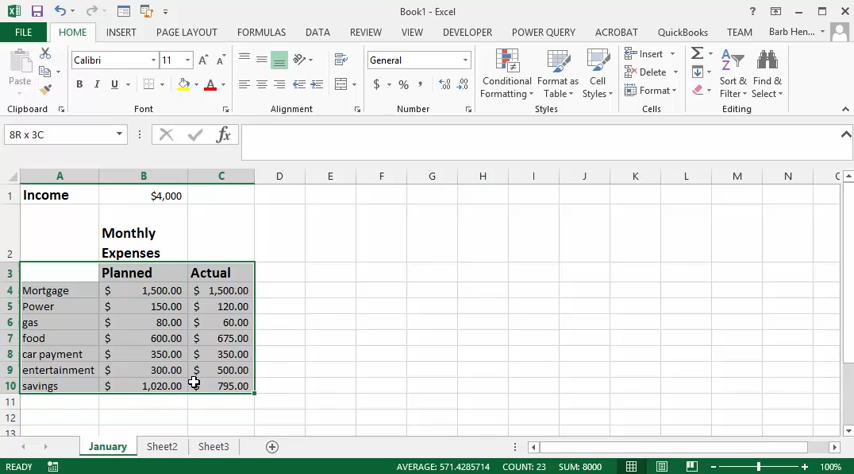 Book1 - Excel
?
FILE HOME INSERT PAGE LAYOUT FORMULAS DATA REVIEW VIEW DEVELOPER POWER QUERY ACROBAT QuickBooks TEAM Barb Hen...
Paste
Clipboard
Calibri 11
B I U A
Font
Alignment
General
$ % ,
Number
Conditional Formatting
Format as Table
Cell Styles
Styles
Insert
Delete
Format
Cells
Sort & Filter
Find & Select
Editing
8R x 3C fx
A B C D E F G H I J K L M N
1 Income $4,000
Monthly
2 Expenses
3 Planned Actual
4 Mortgage $ 1,500.00 $ 1,500.00
5 Power $ 150.00 $ 120.00
6 gas $ 80.00 $ 60.00
7 food $ 600.00 $ 675.00
8 car payment $ 350.00 $ 350.00
9 entertainment $ 300.00 $ 500.00
10 savings $ 1,020.00 $ 795.00
11
12
13
January Sheet2 Sheet3
READY AVERAGE: 571.4285714 COUNT: 23 SUM: 8000 100%